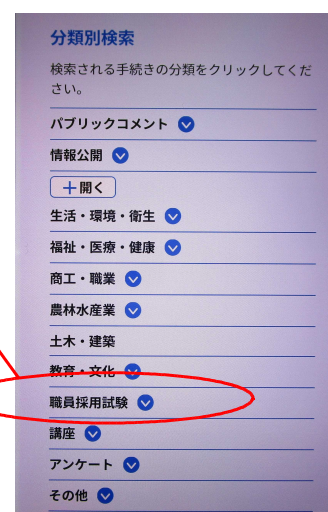 分類別検索
検索される手続きの分類をクリックしてくだ
さい。
パブリックコメント
情報公開
＋開く
生活・環境・衛生
福祉・医療・健康
商工・職業
農林水産業
土木・建築
教育・文化
職員採用試験
講座
アンケート
その他